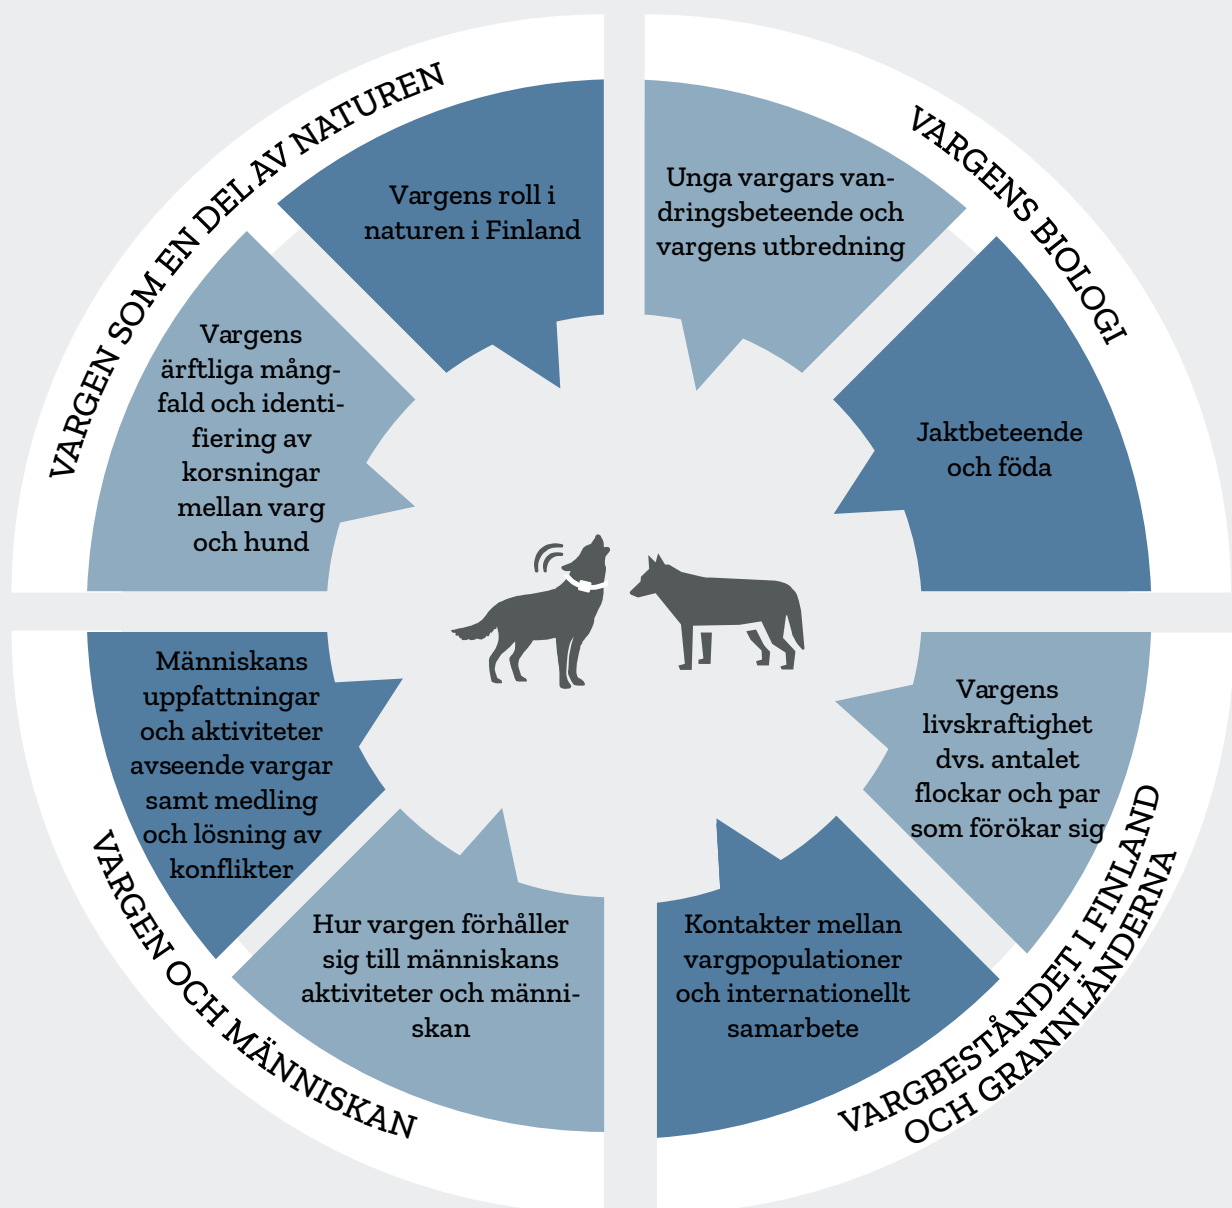 VARGEN SOM EN DEL AV NATUREN
Vargens roll i
naturen i Finland
Vargens
ärftliga mång-
fald och identi-
fiering av
korsningar
mellan varg
och hund
VARGENS BIOLOGI
Unga vargars van-
dringsbeteende och
vargens utbredning
Jaktbeteende
och föda
VARGEN OCH MÄNNISKAN
Människans
uppfattningar
och aktiviteter
avseende vargar
samt medling
och lösning av
konflikter
Hur vargen förhåller
sig till människans
aktiviteter och männi-
skan
VARGBESTÅNDET I FINLAND
OCH GRANNLÄNDERNA
Vargens
livskraftighet
dvs. antalet
flockar och par
som förökar sig
Kontakter mellan
vargpopulationer
och internationellt
samarbete